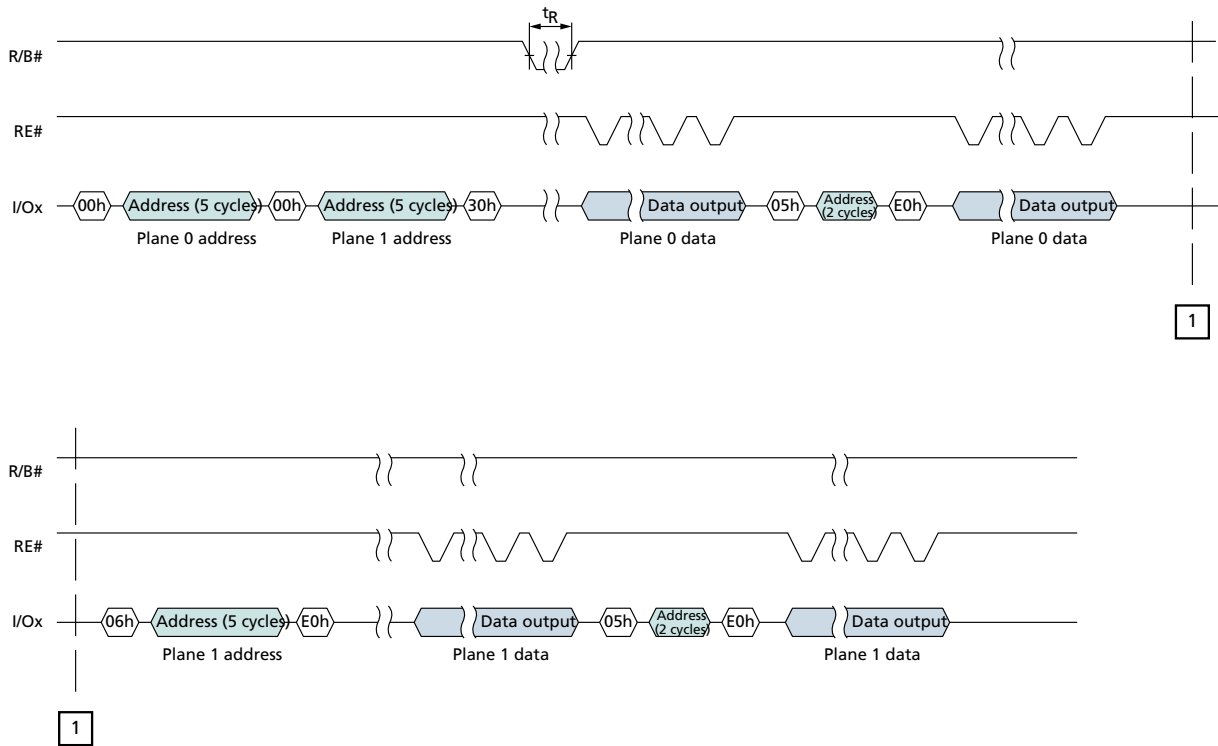 tR
R/B#
RE#
I/Ox 00h Address (5 cycles) 00h Address (5 cycles) 30h Data output 05h Address (2 cycles) E0h Data output
Plane 0 address Plane 1 address Plane 0 data Plane 0 data
1
R/B#
RE#
I/Ox 06h Address (5 cycles) E0h Data output 05h Address (2 cycles) E0h Data output
Plane 1 address Plane 1 data Plane 1 data
1